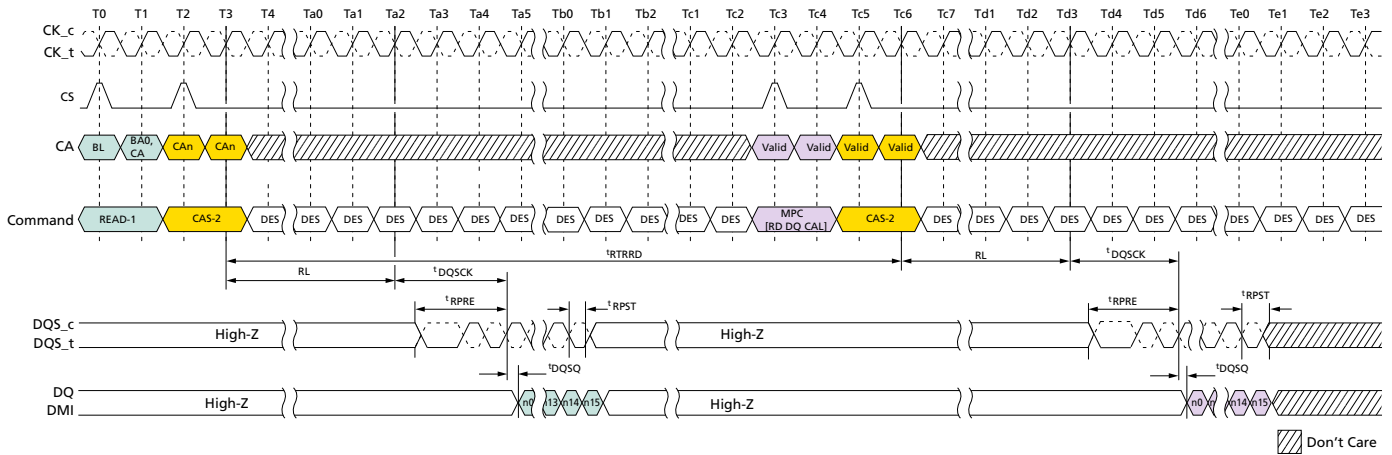 T0 T1 T2 T3 T4 Ta0 Ta1 Ta2 Ta3 Ta4 Ta5 Tb0 Tb1 Tb2 Tc1 Tc2 Tc3 Tc4 Tc5 Tc6 Tc7 Td1 Td2 Td3 Td4 Td5 Td6 Te0 Te1 Te2 Te3
CK_c
CK_t
CS
CA BL BA0, CA CAn CAn Valid Valid Valid Valid
Command READ-1 CAS-2 DES DES DES DES DES DES DES DES DES DES DES DES MPC [RD DQ CAL] CAS-2 DES DES DES DES DES DES DES DES DES DES DES
tRTRRD
RL tDQSCK RL tDQSCK
tRPRE tRPST tRPRE tRPST
DQS_c
DQS_t
High-Z High-Z
tDQSQ tDQSQ
DQ
DMI
High-Z n0 n13 n14 n15 High-Z n0 n n14 n15
Don't Care